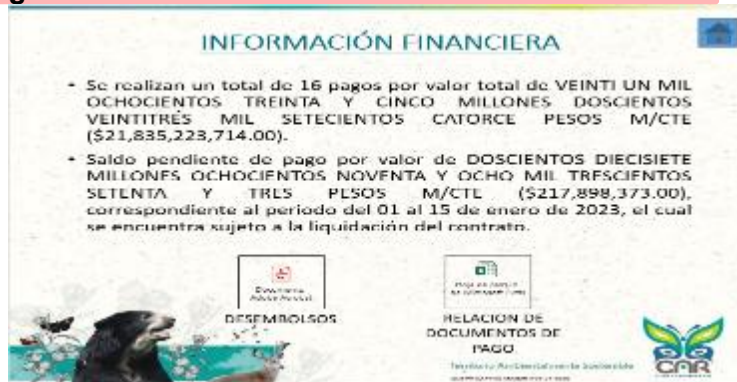 INFORMACIÓN FINANCIERA
• Se realizan un total de 16 pagos por valor total de VEINTI UN MIL
OCHOCIENTOS TREINTA Y CINCO MILLONES DOSCIENTOS
VEINTITRÉS MIL SETECIENTOS CATORCE PESOS M/CTE
($21,835,223,714.00).
• Saldo pendiente de pago por valor de DOSCIENTOS DIECISIETE
MILLONES OCHOCIENTOS NOVENTA Y OCHO MIL TRESCIENTOS
SETENTA Y TRES PESOS M/CTE ($217,898,373.00),
correspondiente al periodo del 01 al 15 de enero de 2023, el cual
se encuentra sujeto a la liquidación del contrato.
DESEMBOLSOS
RELACION DE
DOCUMENTOS DE
PAGO
Territorio Ambientalmente Sostenible
CAR